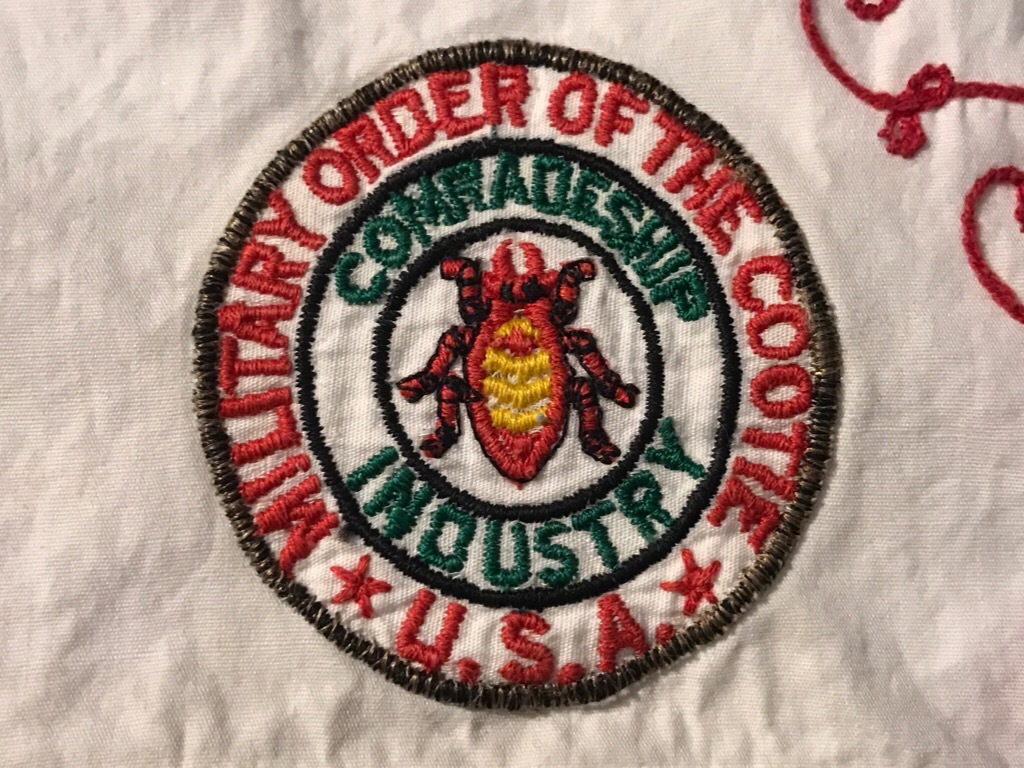 MILITARY ORDER OF THE COOTIE
U.S.A.
COMRADESHIP
INDUSTRY